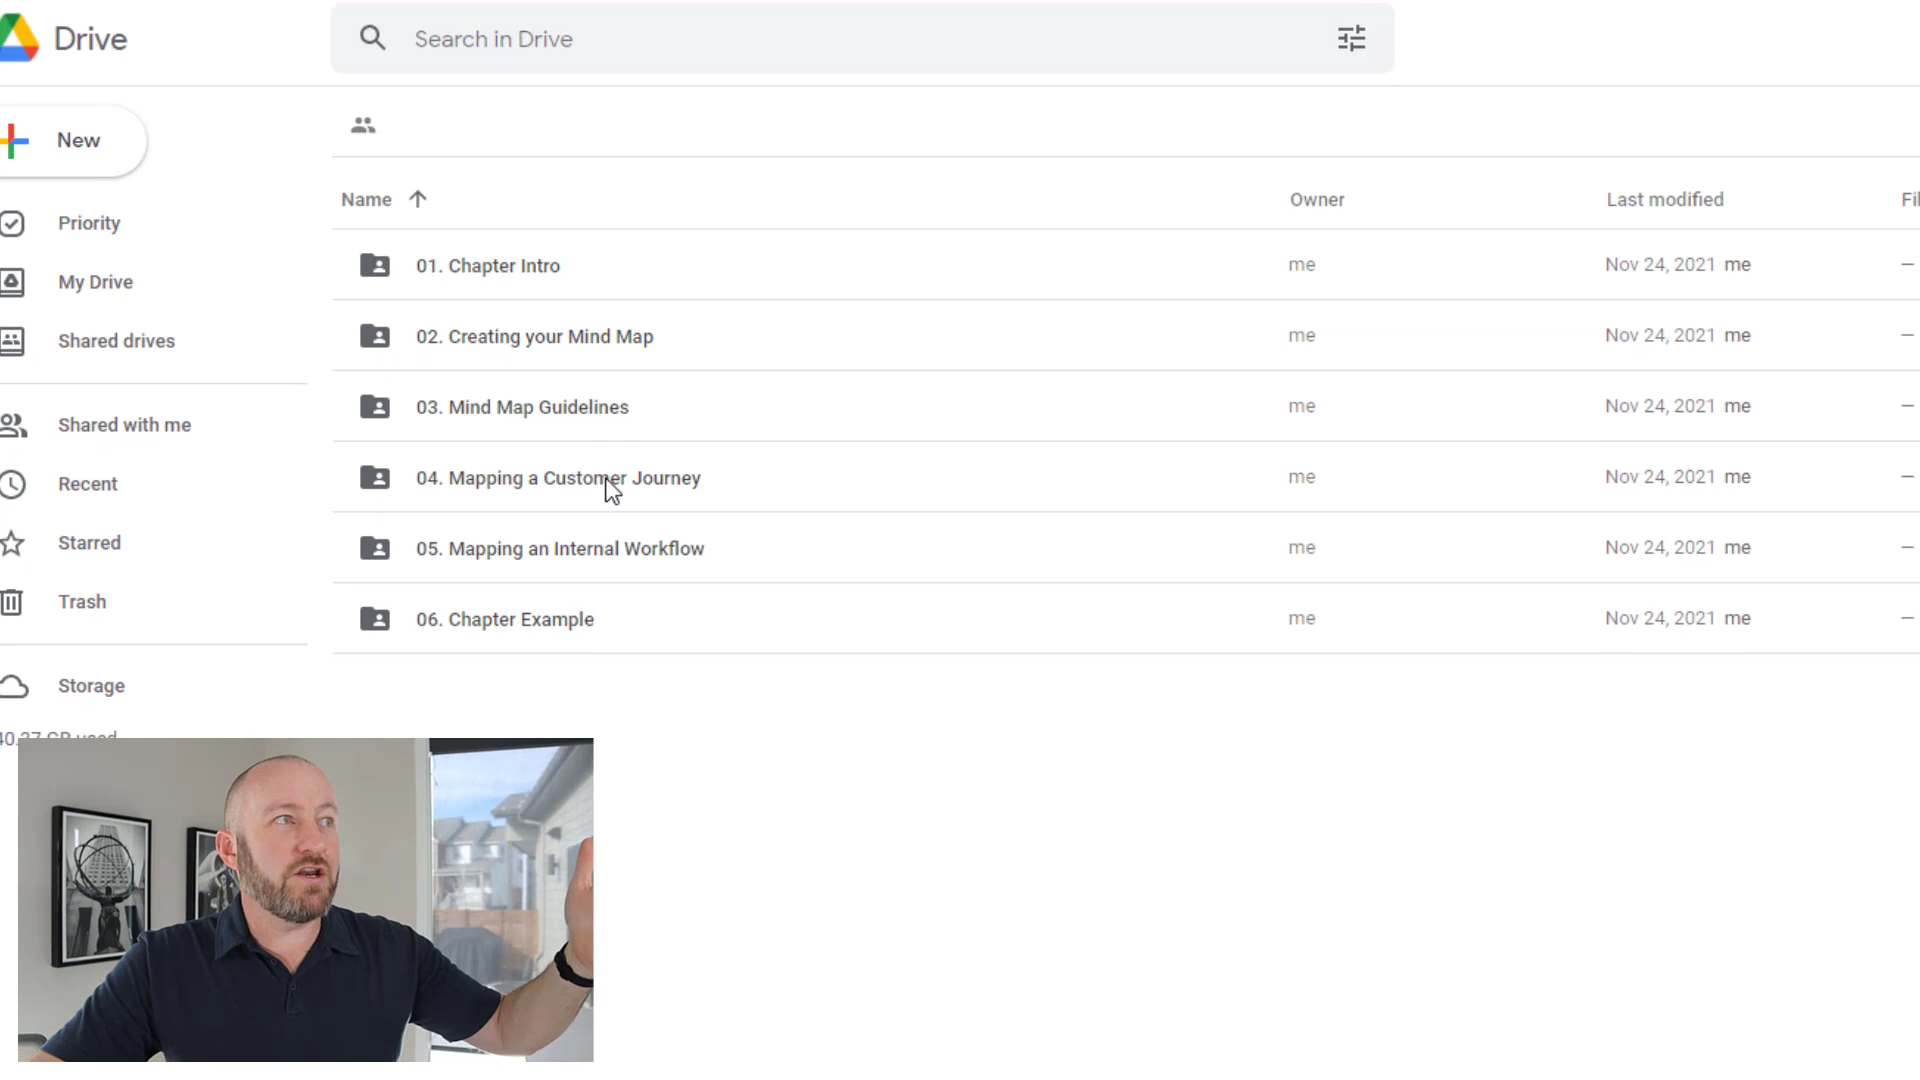 Drive
Search in Drive
New
Priority
My Drive
Shared drives
Shared with me
Recent
Starred
Trash
Storage
Name Owner Last modified
01. Chapter Intro me Nov 24, 2021 me –
02. Creating your Mind Map me Nov 24, 2021 me –
03. Mind Map Guidelines me Nov 24, 2021 me –
04. Mapping a Customer Journey me Nov 24, 2021 me –
05. Mapping an Internal Workflow me Nov 24, 2021 me –
06. Chapter Example me Nov 24, 2021 me –